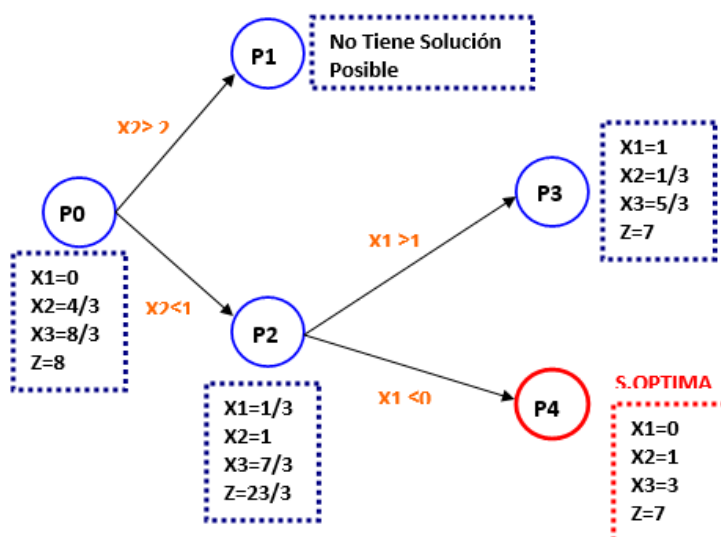 P1
No Tiene Solución
Posible
X2> 2
P0
X1=0
X2=4/3
X3=8/3
Z=8
X2<1
P2
X1=1/3
X2=1
X3=7/3
Z=23/3
X1 >1
P3
X1=1
X2=1/3
X3=5/3
Z=7
X1 <0
P4
S.OPTIMA
X1=0
X2=1
X3=3
Z=7